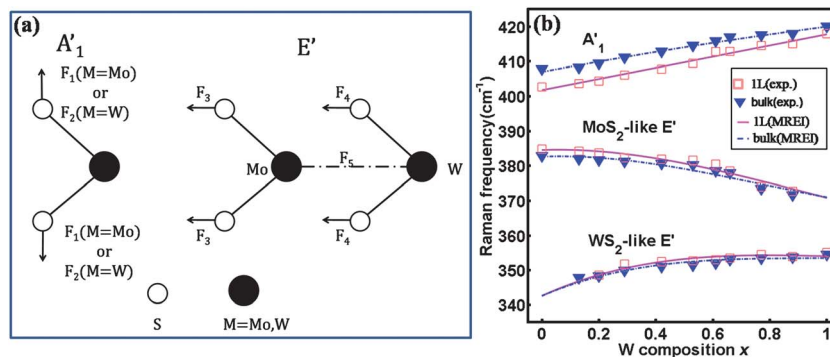 (a)
A'₁
E'
F₁(M=Mo)
or
F₂(M=W)
F₃
F₄
Mo
F₅
W
F₃
F₄
F₁(M=Mo)
or
F₂(M=W)
S
M=Mo,W
(b)
Raman frequency(cm⁻¹)
420
410
400
390
380
370
360
350
340
A'₁
1L(exp.)
bulk(exp.)
1L(MREI)
bulk(MREI)
MoS₂-like E'
WS₂-like E'
0.0
0.2
0.4
0.6
0.8
1.0
W composition x